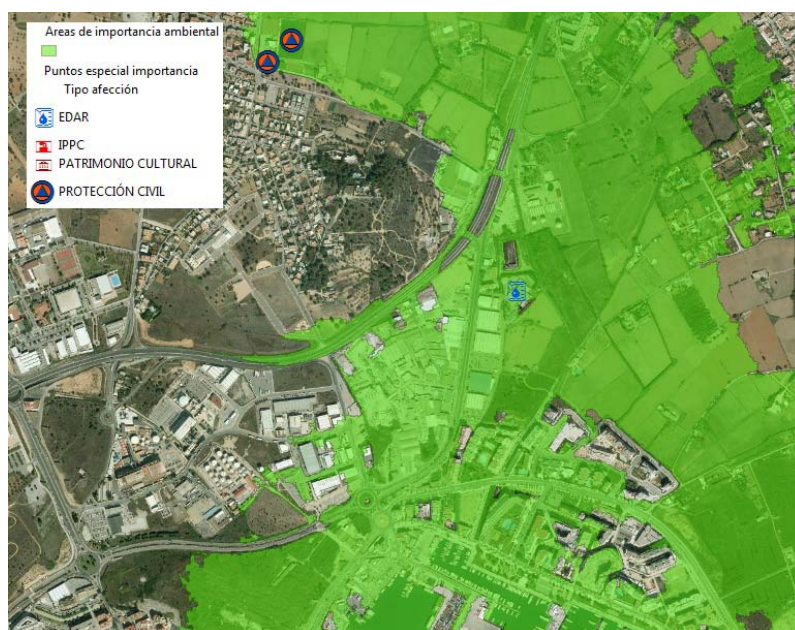 Areas de importancia ambiental
Puntos especial importancia
Tipo afección
EDAR
IPPC
PATRIMONIO CULTURAL
PROTECCIÓN CIVIL